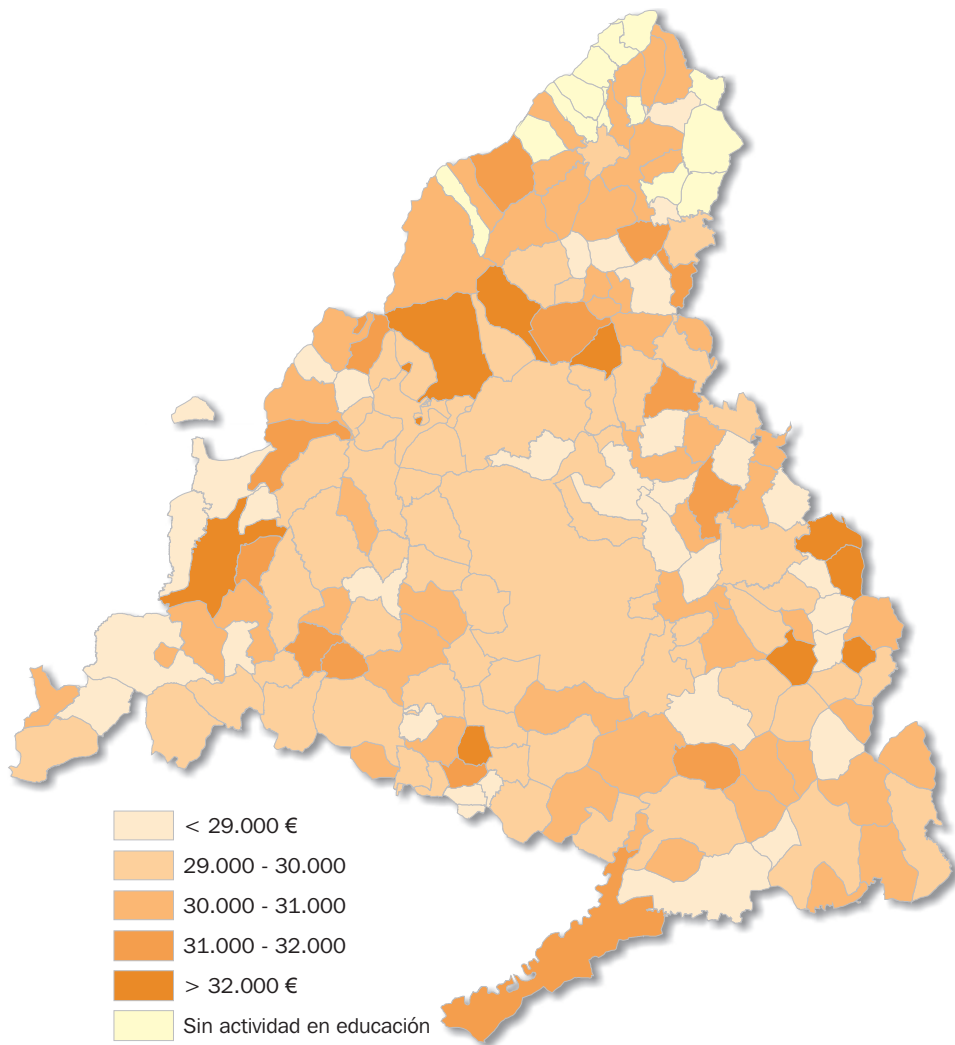 < 29.000 €
29.000 - 30.000
30.000 - 31.000
31.000 - 32.000
> 32.000 €
Sin actividad en educación